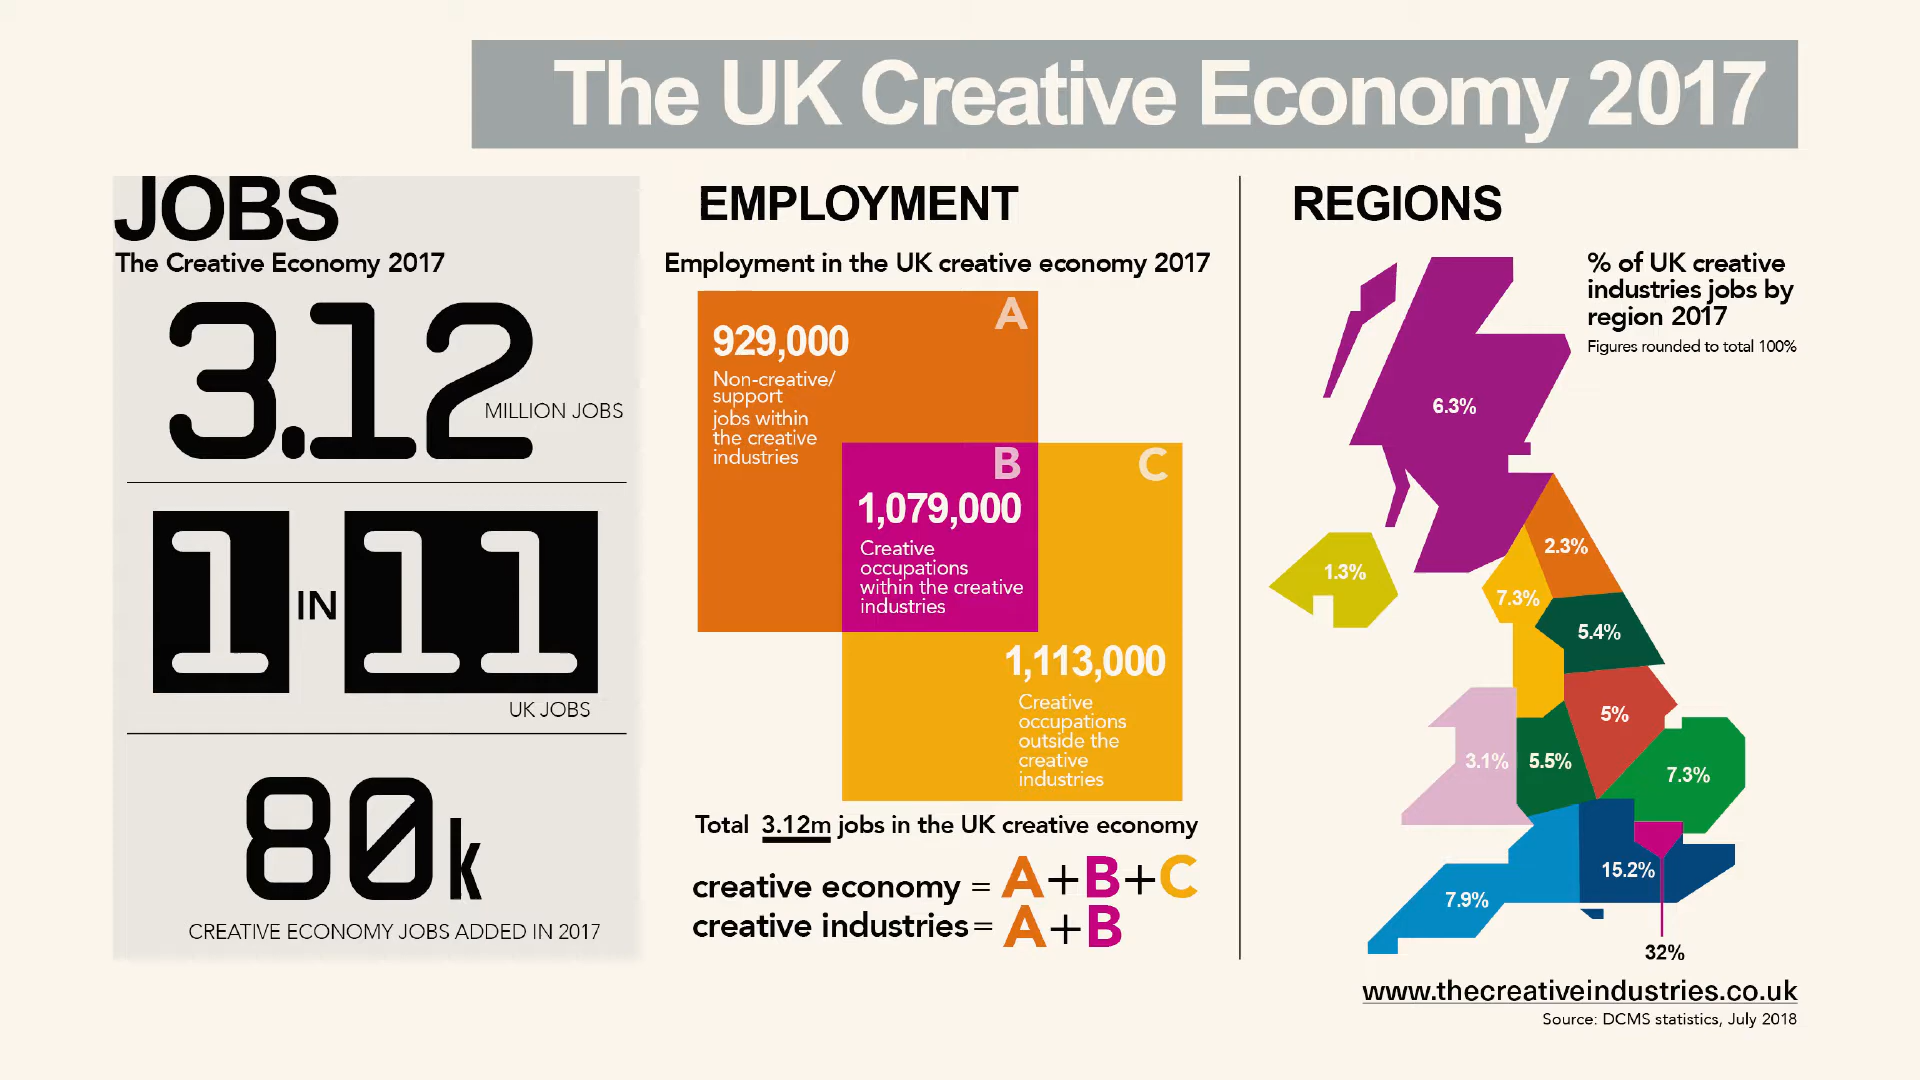 The UK Creative Economy 2017
JOBS
The Creative Economy 2017
3.12
MILLION JOBS
1 IN 11
UK JOBS
80k
CREATIVE ECONOMY JOBS ADDED IN 2017
EMPLOYMENT
Employment in the UK creative economy 2017
A
929,000
Non-creative/
support
jobs within
the creative
industries
B
1,079,000
Creative
occupations
within the creative
industries
C
1,113,000
Creative
occupations
outside the
creative
industries
Total 3.12m jobs in the UK creative economy
creative economy = A+B+C
creative industries= A+B
REGIONS
% of UK creative
industries jobs by
region 2017
Figures rounded to total 100%
6.3%
2.3%
1.3%
7.3%
5.4%
5%
3.1%
5.5%
7.3%
15.2%
7.9%
32%
www.thecreativeindustries.co.uk
Source: DCMS statistics, July 2018